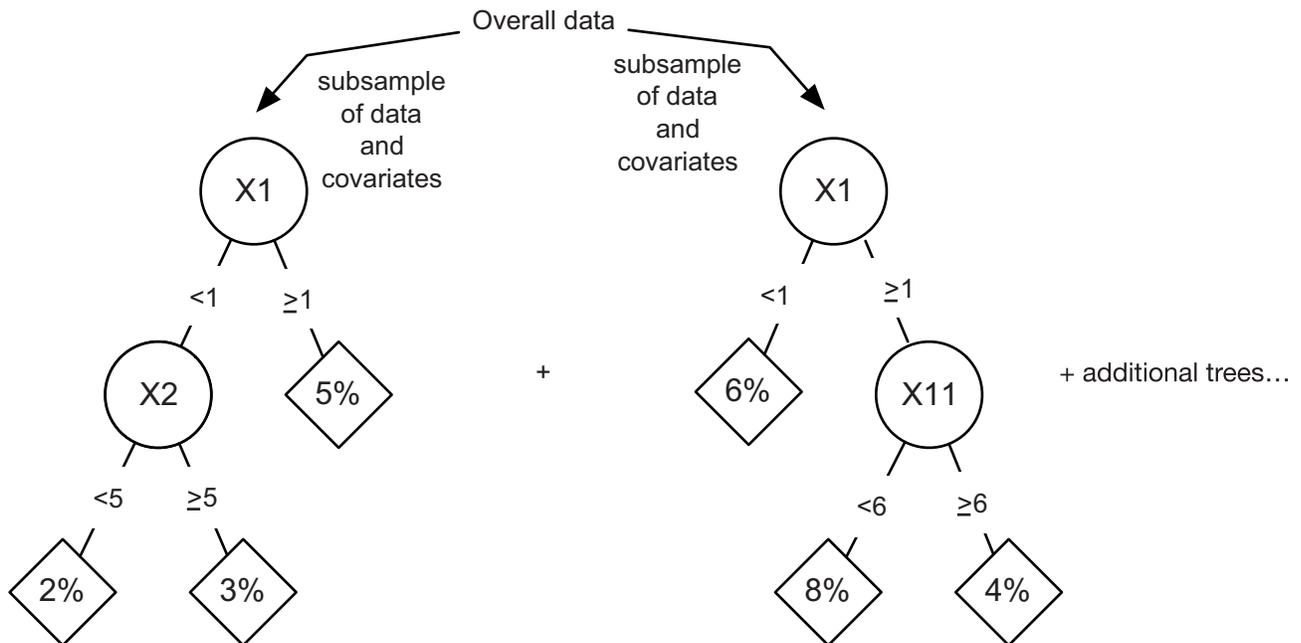 Overall data
subsample
of data
and
covariates
subsample
of data
and
covariates
X1
X1
<1
≥1
<1
≥1
X2
5%
+
6%
X11
+ additional trees…
<5
≥5
<6
≥6
2%
3%
8%
4%